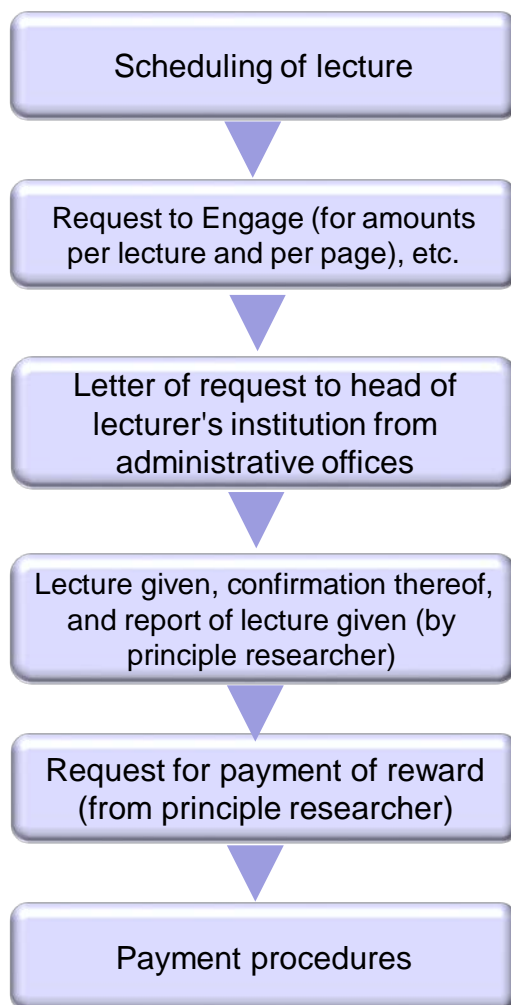 Scheduling of lecture
Request to Engage (for amounts
per lecture and per page), etc.
Letter of request to head of
lecturer's institution from
administrative offices
Lecture given, confirmation thereof,
and report of lecture given (by
principle researcher)
Request for payment of reward
(from principle researcher)
Payment procedures